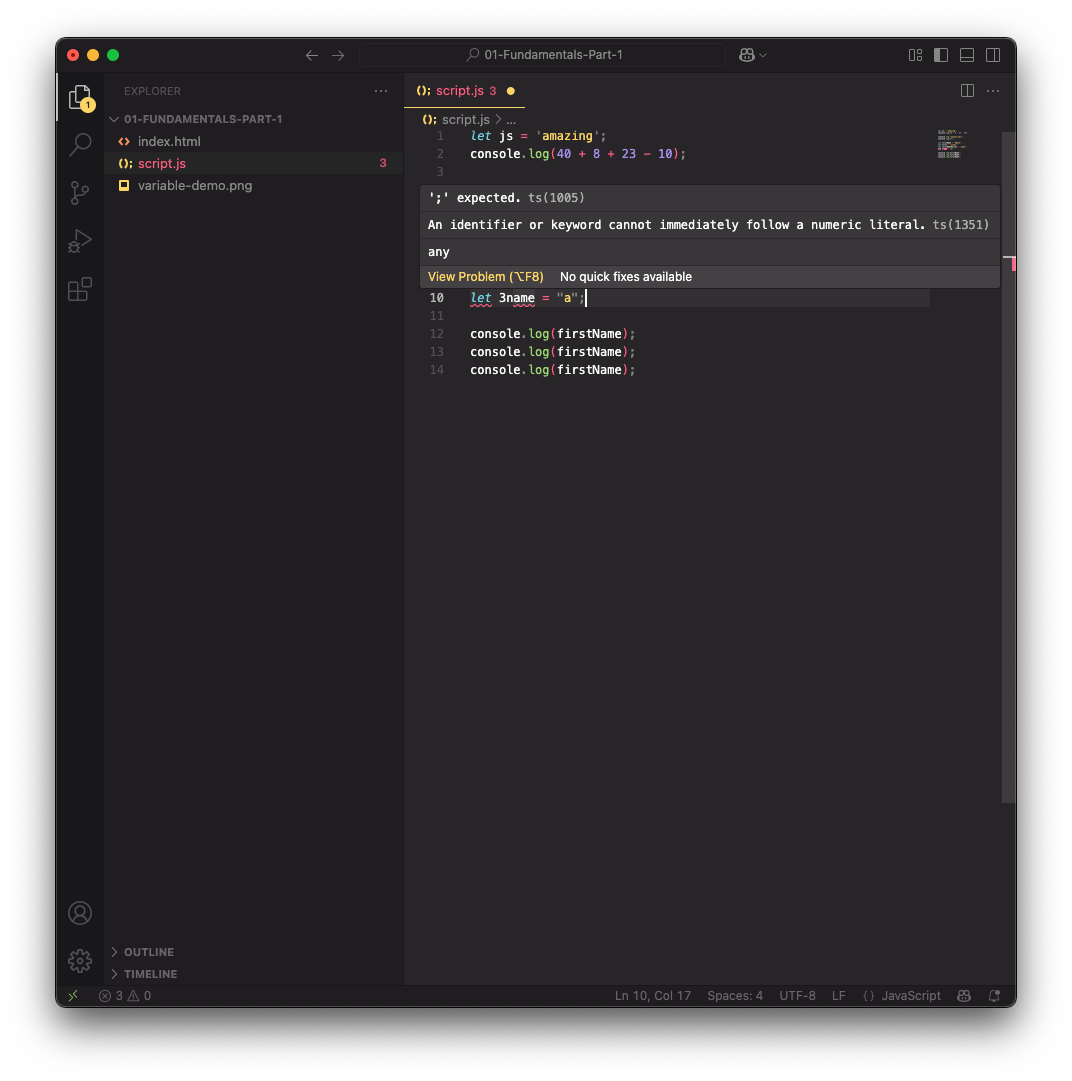 01-Fundamentals-Part-1
EXPLORER
01-FUNDAMENTALS-PART-1
index.html
script.js 3
variable-demo.png
OUTLINE
TIMELINE
script.js 3
script.js > ...
1 let js = 'amazing';
2 console.log(40 + 8 + 23 - 10);
3
';' expected. ts(1005)
An identifier or keyword cannot immediately follow a numeric literal. ts(1351)
any
View Problem (⌥F8) No quick fixes available
10 let 3name = "a";
11
12 console.log(firstName);
13 console.log(firstName);
14 console.log(firstName);
1
3 0 Ln 10, Col 17 Spaces: 4 UTF-8 LF {} JavaScript